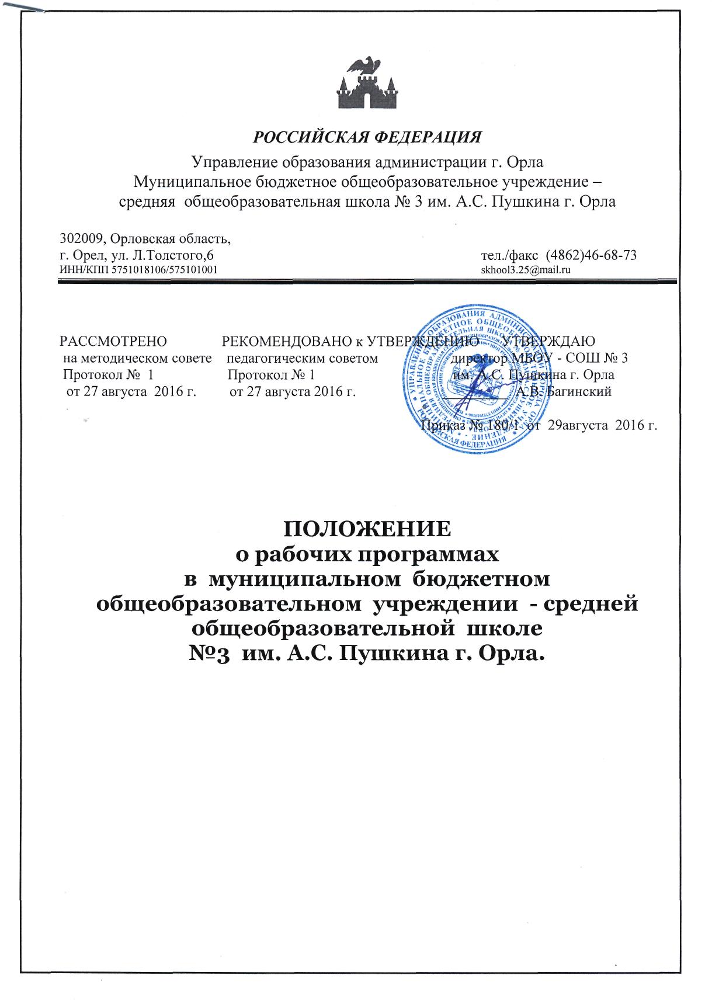 РОССИЙСКАЯ ФЕДЕРАЦИЯ
Управление образования администрации г. Орла
Муниципальное бюджетное общеобразовательное учреждение –
средняя общеобразовательная школа № 3 им. А.С. Пушкина г. Орла
302009, Орловская область,
г. Орел, ул. Л.Толстого,6 тел./факс (4862)46-68-73
ИНН/КПП 5751018106/575101001 skhool3.25@mail.ru
РАССМОТРЕНО РЕКОМЕНДОВАНО к УТВЕРЖДЕНИЮ УТВЕРЖДАЮ
на методическом совете педагогическим советом директор МБОУ - СОШ № 3
Протокол № 1 Протокол № 1 им. А.С. Пушкина г. Орла
от 27 августа 2016 г. от 27 августа 2016 г. А.В. Багинский
Приказ № 180/1 от 29августа 2016 г.
ПОЛОЖЕНИЕ
о рабочих программах
в муниципальном бюджетном
общеобразовательном учреждении - средней
общеобразовательной школе
№3 им. А.С. Пушкина г. Орла.